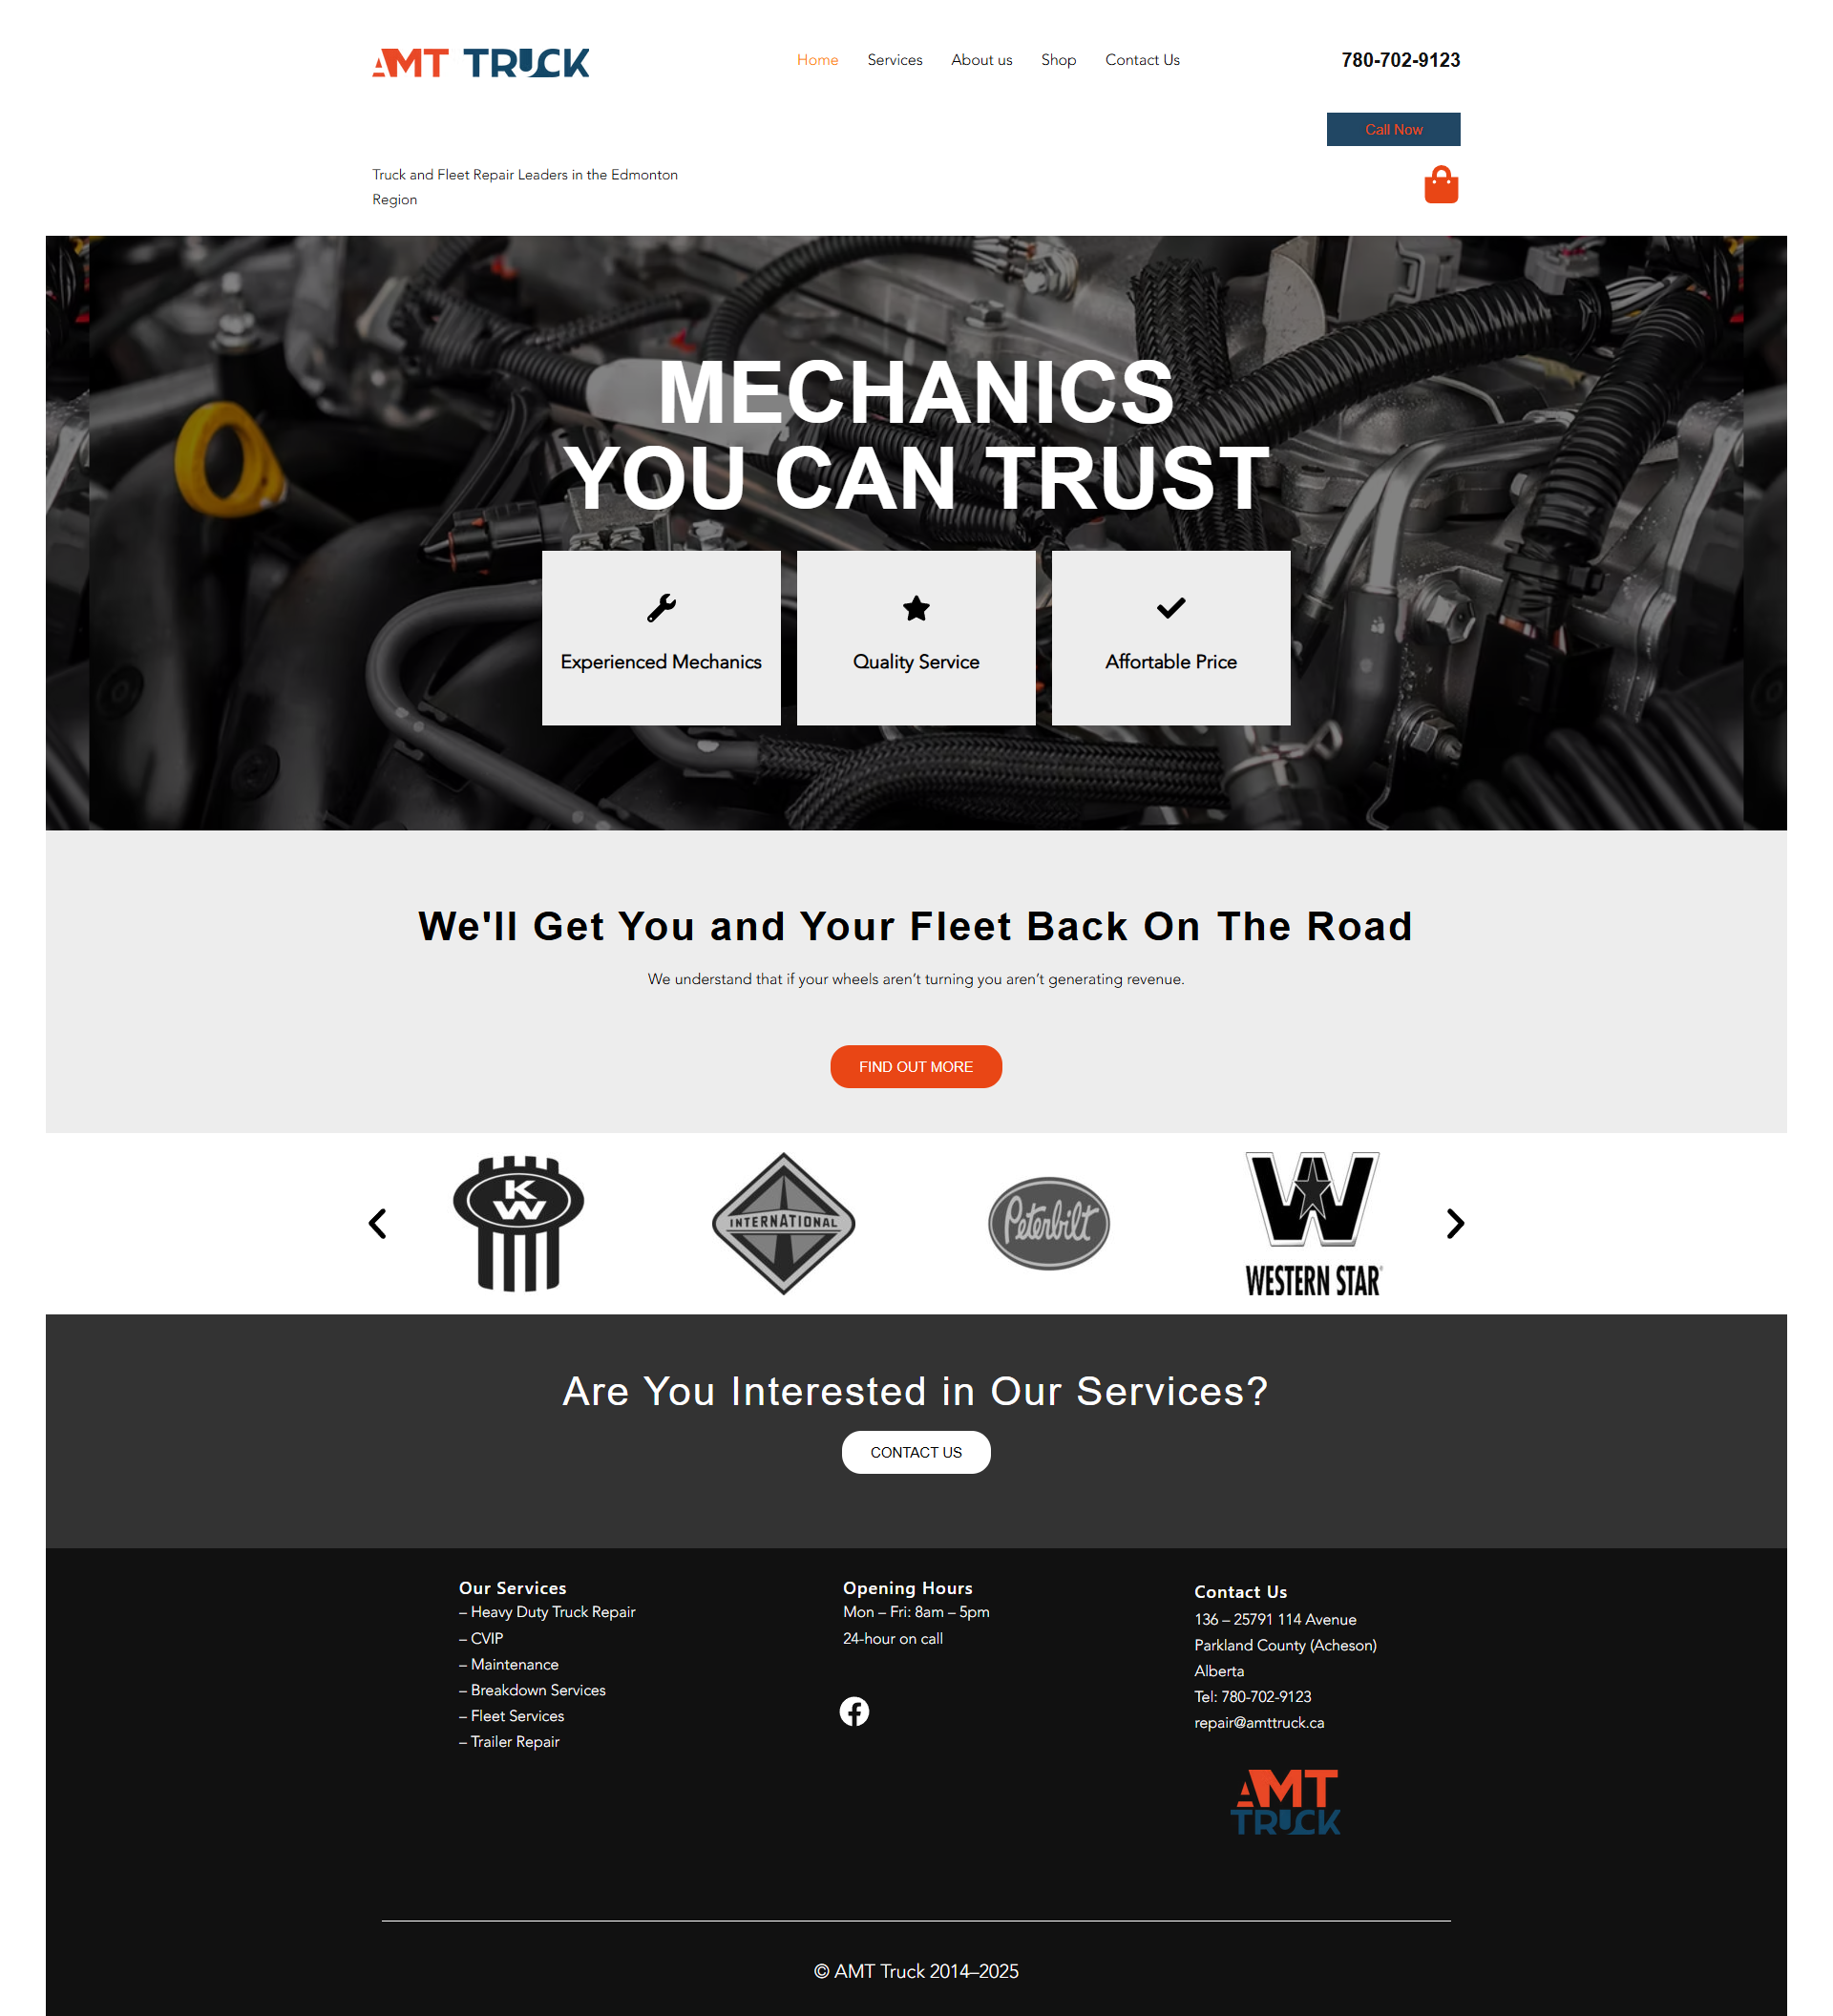 AMT TRUCK
Home Services About us Shop Contact Us
780-702-9123
Call Now
Truck and Fleet Repair Leaders in the Edmonton
Region
MECHANICS
YOU CAN TRUST
Experienced Mechanics
Quality Service
Affortable Price
We'll Get You and Your Fleet Back On The Road
We understand that if your wheels aren’t turning you aren’t generating revenue.
FIND OUT MORE
KW
INTERNATIONAL
Peterbilt
W
WESTERN STAR
Are You Interested in Our Services?
CONTACT US
Our Services
– Heavy Duty Truck Repair
– CVIP
– Maintenance
– Breakdown Services
– Fleet Services
– Trailer Repair
Opening Hours
Mon – Fri: 8am – 5pm
24-hour on call
Contact Us
136 – 25791 114 Avenue
Parkland County (Acheson)
Alberta
Tel: 780-702-9123
repair@amttruck.ca
AMT
TRUCK
© AMT Truck 2014–2025